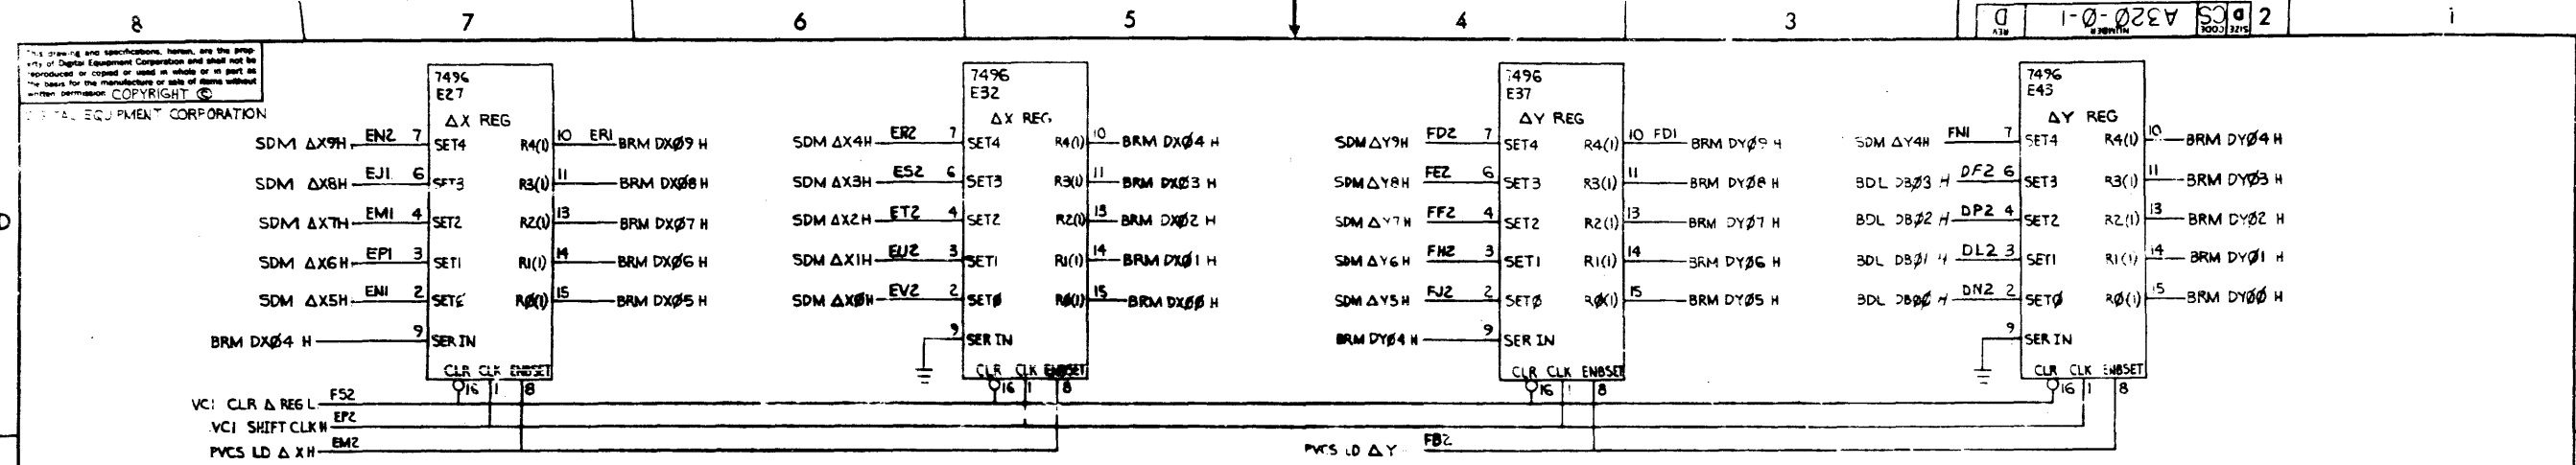 8 7 6 5 4 3 2 1
SIZE D CODE CS NUMBER A320-0-1 REV D
This drawing and specifications, herein, are the prop-
erty of Digital Equipment Corporation and shall not be
reproduced or copied or used in whole or in part as
the basis for the manufacture or sale of items without
written permission. COPYRIGHT ©
DIGITAL EQUIPMENT CORPORATION
D
7496
E27
ΔX REG
SDM ΔX9H EN2 7 SET4 R4(1) 10 ER1 BRM DXØ9 H
SDM ΔX8H EJ1 6 SET3 R3(1) 11 BRM DXØ8 H
SDM ΔX7H EM1 4 SET2 R2(1) 13 BRM DXØ7 H
SDM ΔX6H EP1 3 SET1 R1(1) 14 BRM DXØ6 H
SDM ΔX5H EN1 2 SETØ RØ(1) 15 BRM DXØ5 H
BRM DXØ4 H 9 SER IN
CLR CLK ENBSET
16 1 8
7496
E32
ΔX REG
SDM ΔX4H ER2 7 SET4 R4(1) 10 BRM DXØ4 H
SDM ΔX3H ES2 6 SET3 R3(1) 11 BRM DXØ3 H
SDM ΔX2H ET2 4 SET2 R2(1) 13 BRM DXØ2 H
SDM ΔX1H EU2 3 SET1 R1(1) 14 BRM DXØ1 H
SDM ΔXØH EV2 2 SETØ RØ(1) 15 BRM DXØØ H
9 SER IN
CLR CLK ENBSET
16 1 8
7496
E37
ΔY REG
SDM ΔY9H FD2 7 SET4 R4(1) 10 FD1 BRM DYØ9 H
SDM ΔY8H FE2 6 SET3 R3(1) 11 BRM DYØ8 H
SDM ΔY7H FF2 4 SET2 R2(1) 13 BRM DYØ7 H
SDM ΔY6H FH2 3 SET1 R1(1) 14 BRM DYØ6 H
SDM ΔY5H FJ2 2 SETØ RØ(1) 15 BRM DYØ5 H
BRM DYØ4 H 9 SER IN
CLR CLK ENBSET
16 1 8
7496
E43
ΔY REG
SDM ΔY4H FN1 7 SET4 R4(1) 10 BRM DYØ4 H
BDL DBØ3 H DF2 6 SET3 R3(1) 11 BRM DYØ3 H
BDL DBØ2 H DP2 4 SET2 R2(1) 13 BRM DYØ2 H
BDL DBØ1 H DL2 3 SET1 R1(1) 14 BRM DYØ1 H
BDL DBØØ H DN2 2 SETØ RØ(1) 15 BRM DYØØ H
9 SER IN
CLR CLK ENBSET
16 1 8
VCI CLR Δ REG L FS2
VCI SHIFT CLK H EP2
PVCS LD Δ X H EM2
PVCS LD Δ Y FB2